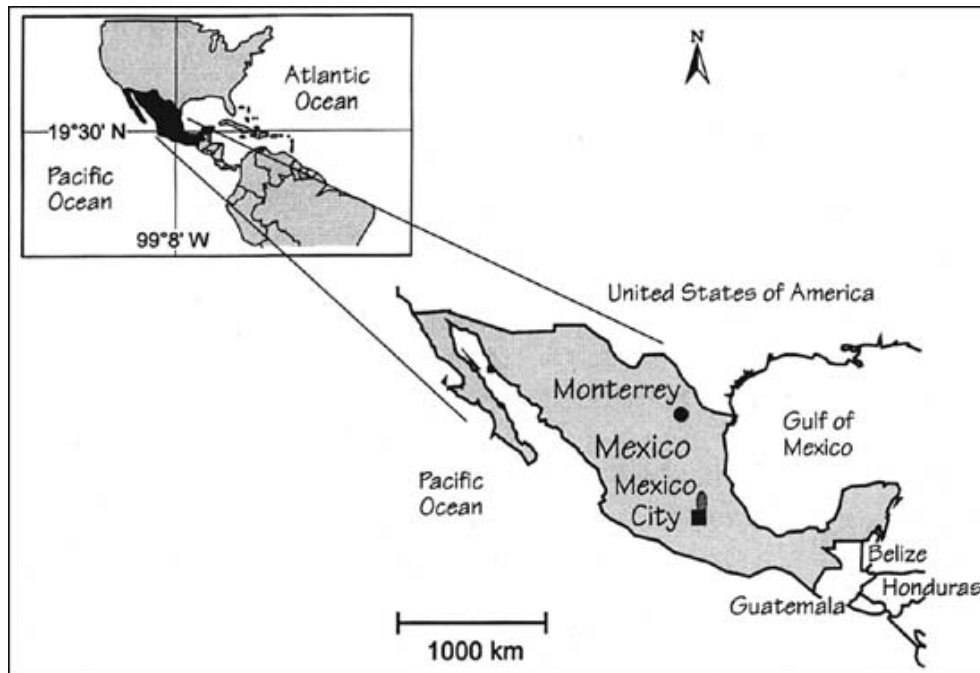 Atlantic
Ocean
19°30' N
Pacific
Ocean
99°8' W
N
United States of America
Monterrey
Gulf of
Mexico
Mexico
Pacific
Ocean
Mexico
City
Belize
Honduras
Guatemala
1000 km